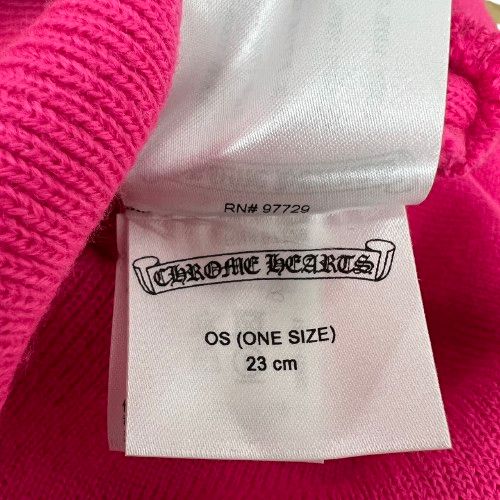 RN# 97729
CHROME HEARTS
OS (ONE SIZE)
23 cm